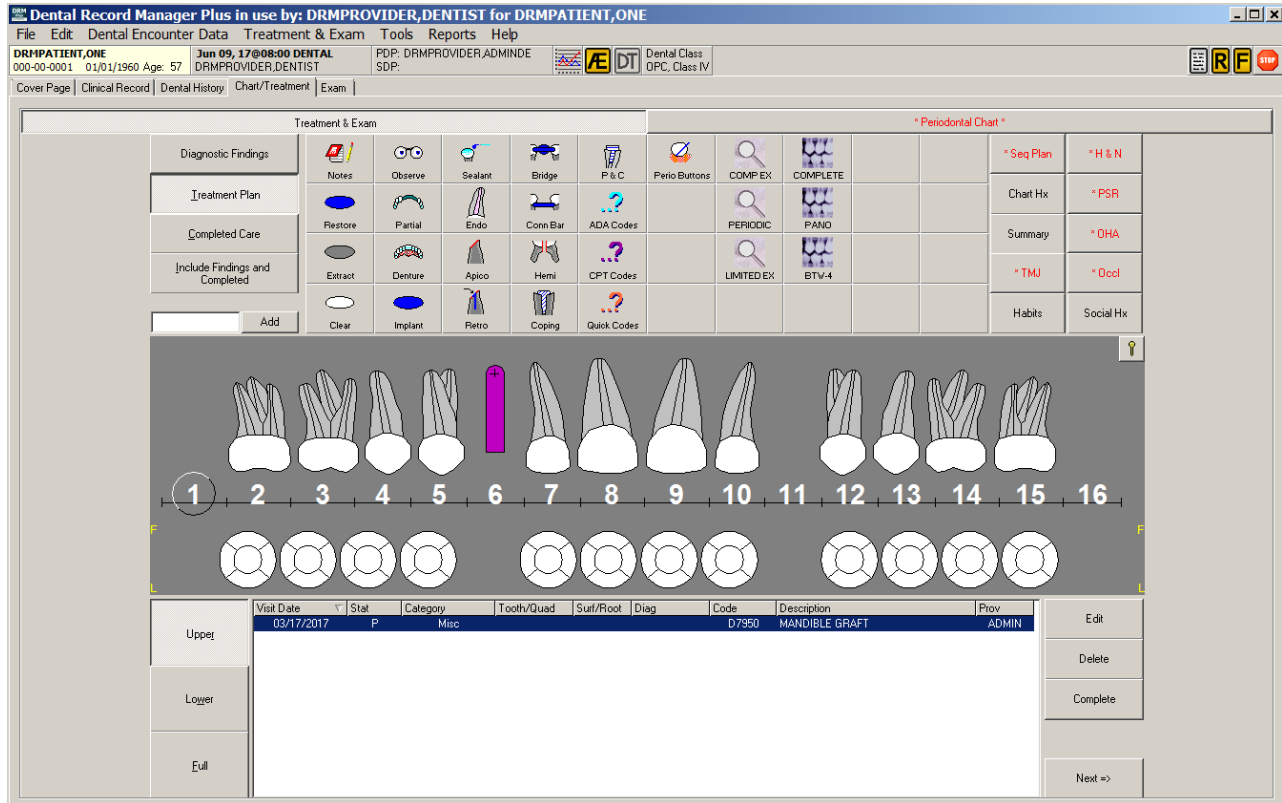 Dental Record Manager Plus in use by: DRMPROVIDER,DENTIST for DRMPATIENT,ONE
File Edit Dental Encounter Data Treatment & Exam Tools Reports Help
DRMPATIENT,ONE
000-00-0001 01/01/1960 Age: 57
Jun 09, 17@08:00 DENTAL
DRMPROVIDER,DENTIST
PDP: DRMPROVIDER,ADMINDE
SDP:
Æ DT
Dental Class
OPC, Class IV
R F STOP
Cover Page Clinical Record Dental History Chart/Treatment Exam
Treatment & Exam * Periodontal Chart *
Diagnostic Findings
Treatment Plan
Completed Care
Include Findings and
Completed
Add
Notes Observe Sealant Bridge P & C Perio Buttons COMP EX COMPLETE
Restore Partial Endo Conn Bar ADA Codes PERIODIC PANO
Extract Denture Apico Hemi CPT Codes LIMITED EX BTW-4
Clear Implant Retro Coping Quick Codes
* Seq Plan * H & N
Chart Hx * PSR
Summary * OHA
* TMJ * Occl
Habits Social Hx
1 2 3 4 5 6 7 8 9 10 11 12 13 14 15 16
F F
L L
Upper
Lower
Full
Visit Date Stat Category Tooth/Quad Surf/Root Diag Code Description Prov
03/17/2017 P Misc D7950 MANDIBLE GRAFT ADMIN
Edit
Delete
Complete
Next =>